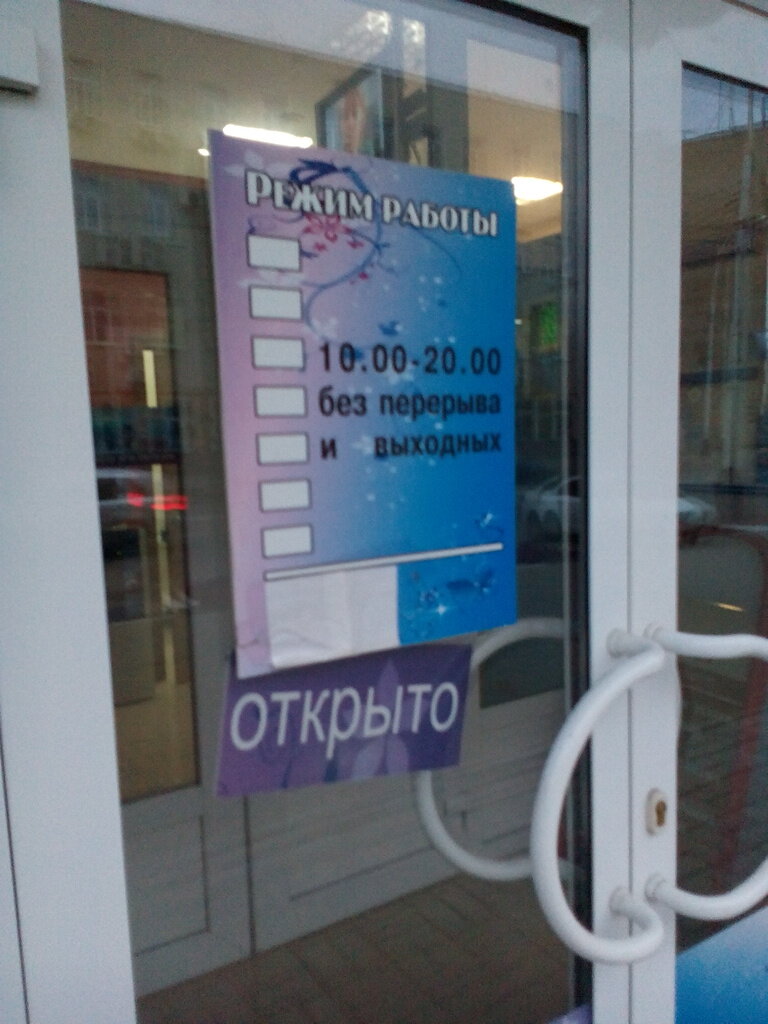 Режим работы
10.00-20.00
без перерыва
и выходных
открыто